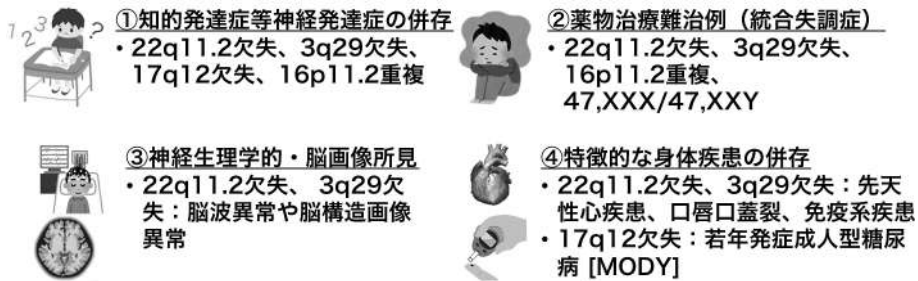 123 ?
①知的発達症等神経発達症の併存
・22q11.2欠失、3q29欠失、
17q12欠失、16p11.2重複
②薬物治療難治例（統合失調症）
・22q11.2欠失、3q29欠失、
16p11.2重複、
47,XXX/47,XXY
③神経生理学的・脳画像所見
・22q11.2欠失、 3q29欠
失：脳波異常や脳構造画像
異常
④特徴的な身体疾患の併存
・22q11.2欠失、3q29欠失：先天
性心疾患、口唇口蓋裂、免疫系疾患
・17q12欠失：若年発症成人型糖尿
病 [MODY]